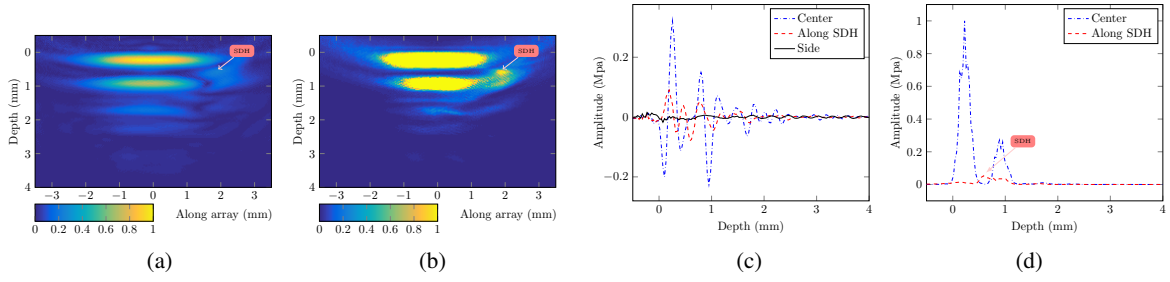 SDH
0
1
2
3
4
Depth (mm)
−3 −2 −1 0 1 2 3
Along array (mm)
0 0.2 0.4 0.6 0.8 1
(a)
SDH
0
1
2
3
4
Depth (mm)
−3 −2 −1 0 1 2 3
Along array (mm)
0 0.2 0.4 0.6 0.8 1
(b)
Center
Along SDH
Side
0.2
0
−0.2
Amplitude (Mpa)
0 1 2 3 4
Depth (mm)
(c)
Center
Along SDH
SDH
1
0.8
0.6
0.4
0.2
0
Amplitude (Mpa)
0 1 2 3 4
Depth (mm)
(d)